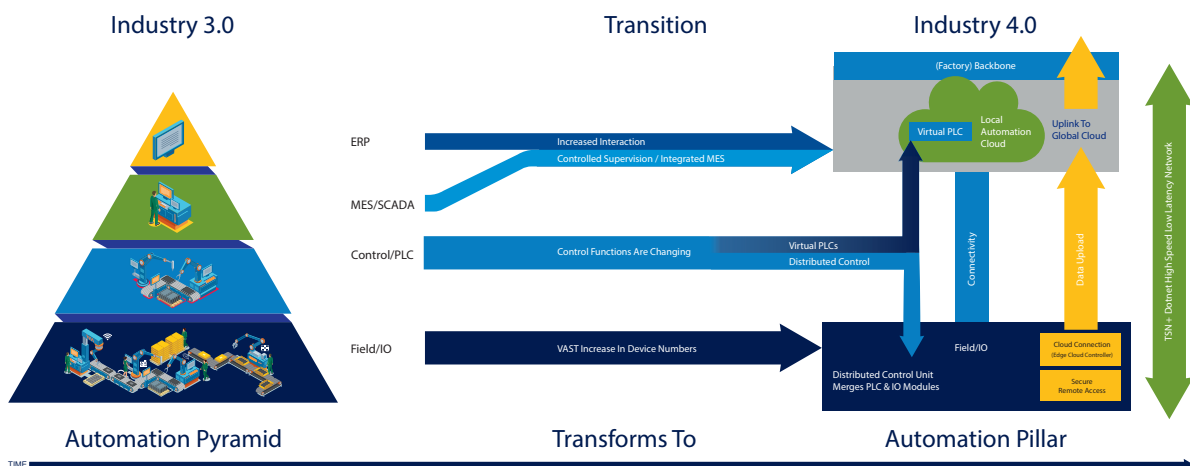 Industry 3.0
Transition
Industry 4.0
(Factory) Backbone
ERP
Increased Interaction
Controlled Supervision / Integrated MES
MES/SCADA
Control/PLC
Control Functions Are Changing
Virtual PLCs
Distributed Control
Field/IO
VAST Increase In Device Numbers
Virtual PLC
Local
Automation
Cloud
Uplink To
Global Cloud
Connectivity
Data Upload
Field/IO
Distributed Control Unit
Merges PLC & IO Modules
Cloud Connection
(Edge Cloud Controller)
Secure
Remote Access
TSN + Dotnet High Speed Low Latency Network
Automation Pyramid
Transforms To
Automation Pillar
TIME